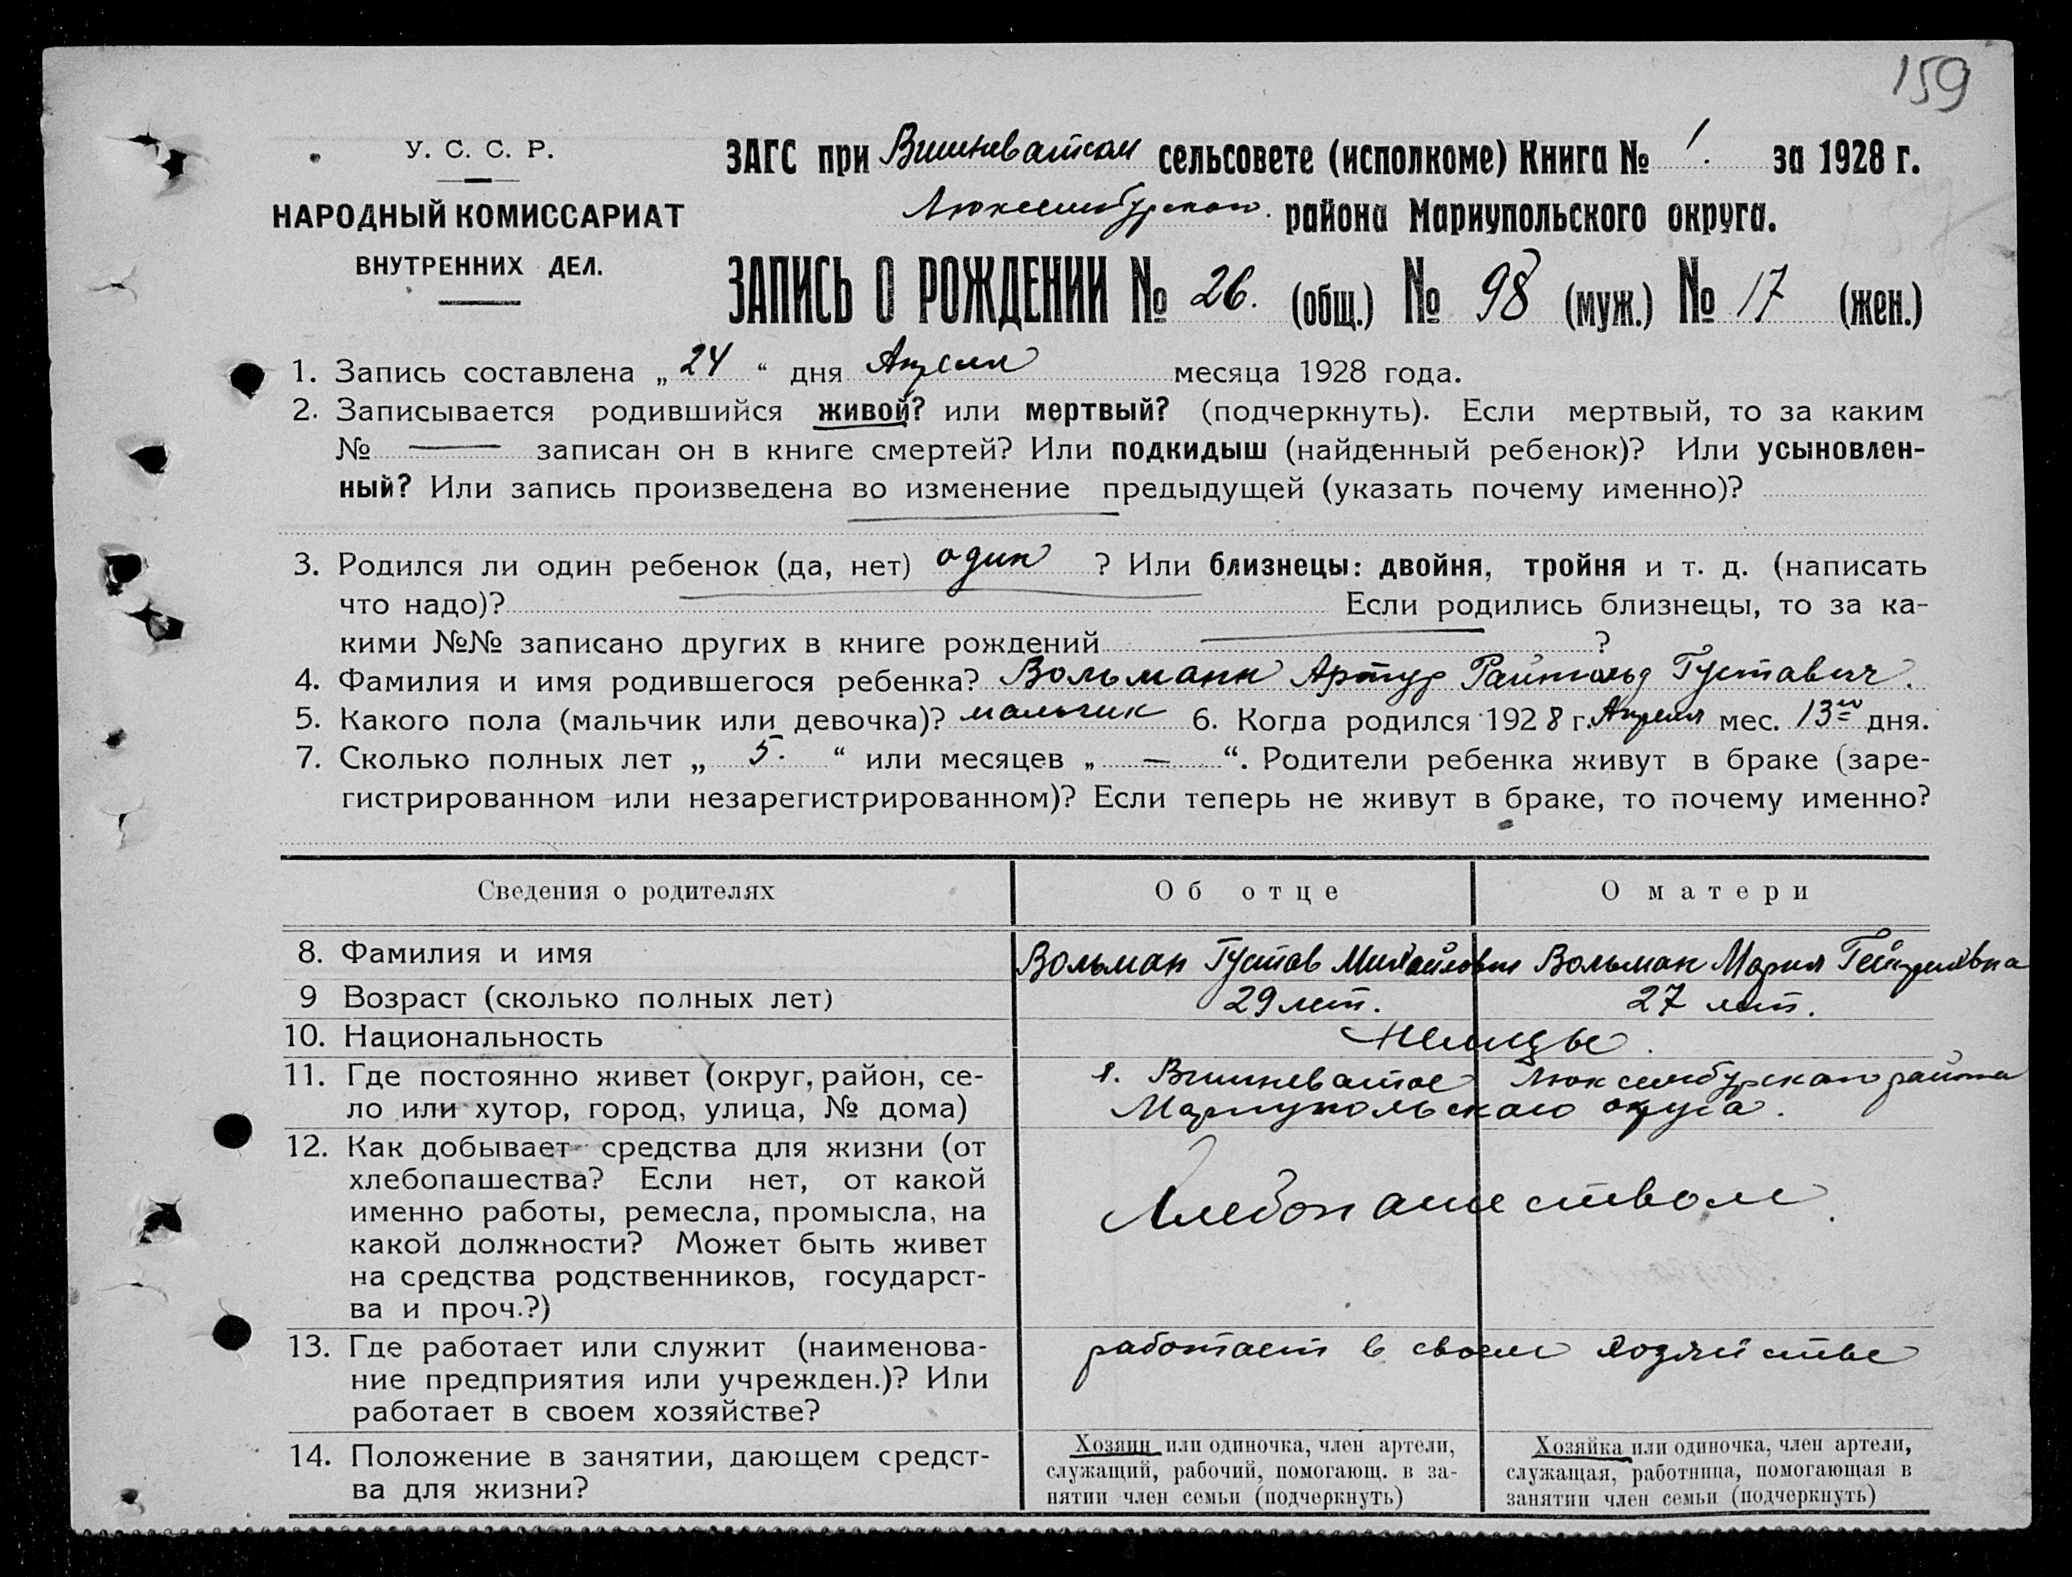 159
У. С. С. Р.
НАРОДНЫЙ КОМИССАРИАТ
ВНУТРЕННИХ ДЕЛ.
ЗАГС при Вишневатском сельсовете (исполкоме) Книга № 1. за 1928 г.
Люксембургского района Мариупольского округа.
ЗАПИСЬ О РОЖДЕНИИ № 26. (общ.) № 98 (муж.) № 17 (жен.)
1. Запись составлена „ 24 “ дня Апреля месяца 1928 года.
2. Записывается родившийся живой? или мертвый? (подчеркнуть). Если мертвый, то за каким
№ — записан он в книге смертей? Или подкидыш (найденный ребенок)? Или усыновлен-
ный? Или запись произведена во изменение предыдущей (указать почему именно)?
3. Родился ли один ребенок (да, нет) один ? Или близнецы: двойня, тройня и т. д. (написать
что надо)? Если родились близнецы, то за ка-
кими №№ записано других в книге рождений — ?
4. Фамилия и имя родившегося ребенка? Вольманн Артур Райнгольд Густавич.
5. Какого пола (мальчик или девочка)? мальчик 6. Когда родился 1928 г. Апреля мес. 13го дня.
7. Сколько полных лет „ 5. “ или месяцев „ — “. Родители ребенка живут в браке (заре-
гистрированном или незарегистрированном)? Если теперь не живут в браке, то почему именно?
Сведения о родителях Об отце О матери
8. Фамилия и имя Вольман Густав Михайлович Вольман Мария Гейнриховна
9 Возраст (сколько полных лет) 29 лет. 27 лет.
10. Национальность Немцы.
11. Где постоянно живет (округ, район, се- Вишневатое Люксембургского района
ло или хутор, город, улица, № дома) Мариупольского округа.
12. Как добывает средства для жизни (от
хлебопашества? Если нет, от какой
именно работы, ремесла, промысла, на Хлебопашеством.
какой должности? Может быть живет
на средства родственников, государст-
ва и проч.?)
13. Где работает или служит (наименова- работает в своем хозяйстве
ние предприятия или учрежден.)? Или
работает в своем хозяйстве?
14. Положение в занятии, дающем средст-
ва для жизни?
Хозяин или одиночка, член артели,
служащий, рабочий, помогающ. в за-
нятии член семьи (подчеркнуть)
Хозяйка или одиночка, член артели,
служащая, работница, помогающая в
занятии член семьи (подчеркнуть)